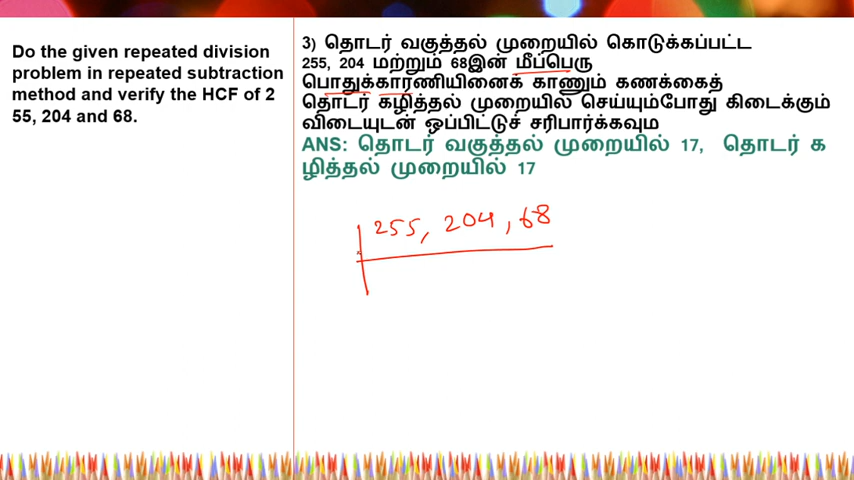 Do the given repeated division
problem in repeated subtraction
method and verify the HCF of 2
55, 204 and 68.
3) தொடர் வகுத்தல் முறையில் கொடுக்கப்பட்ட
255, 204 மற்றும் 68இன் மீப்பெரு
பொதுக்காரணியினைக் காணும் கணக்கைத்
தொடர் கழித்தல் முறையில் செய்யும்போது கிடைக்கும்
விடையுடன் ஒப்பிட்டுச் சரிபார்க்கவும
ANS: தொடர் வகுத்தல் முறையில் 17, தொடர் க
ழித்தல் முறையில் 17
255, 204, 68